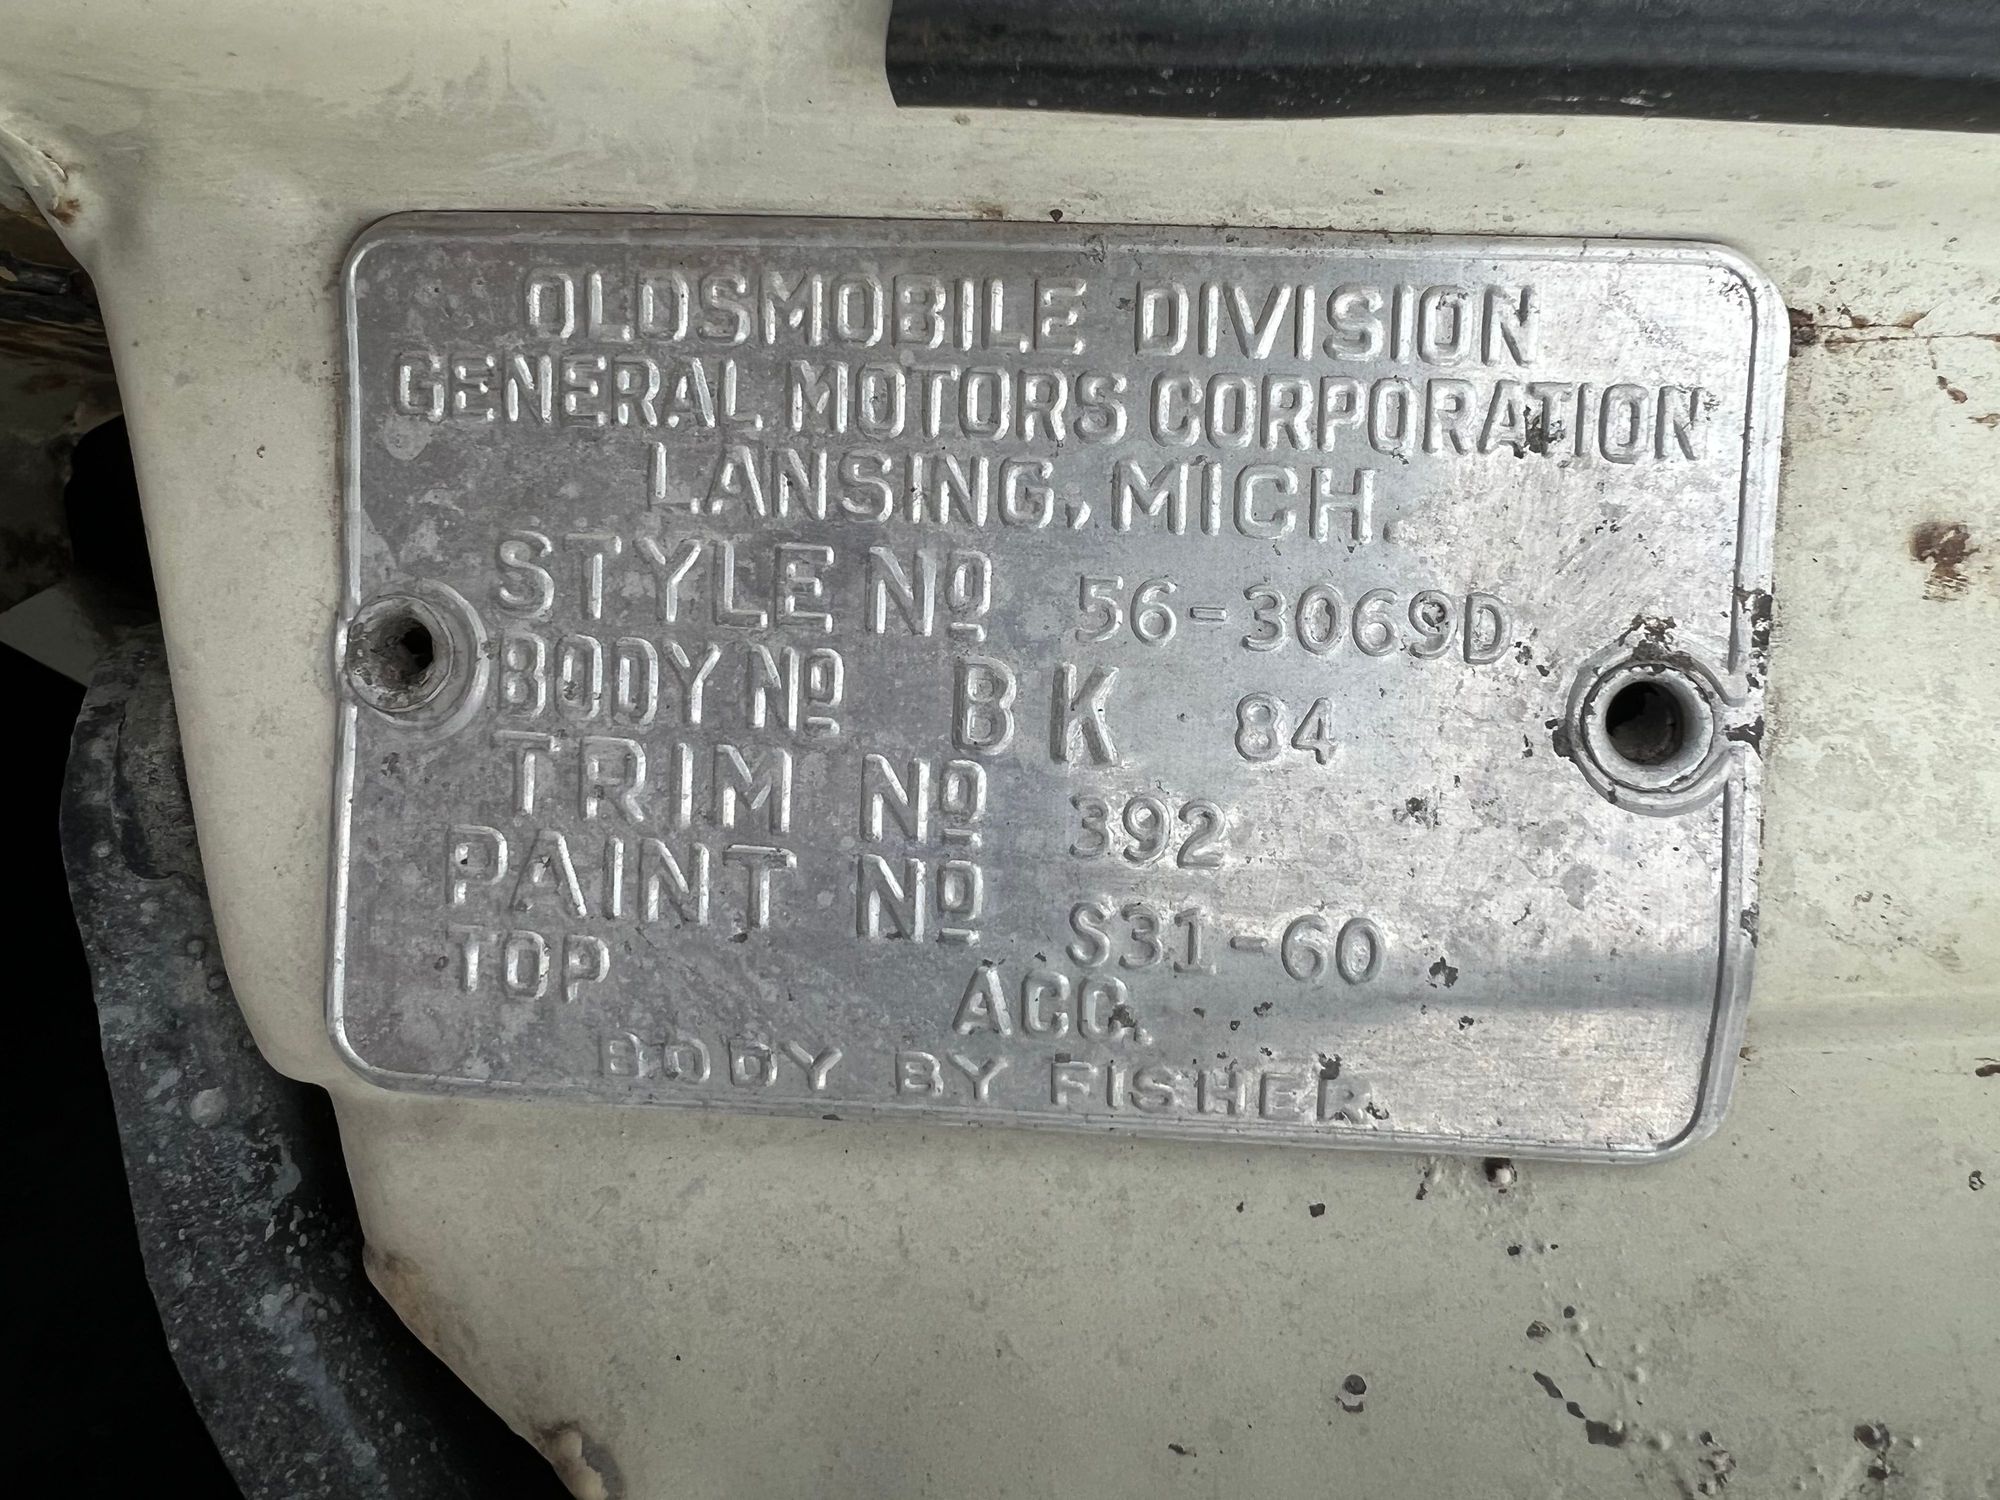 OLDSMOBILE DIVISION
GENERAL MOTORS CORPORATION
LANSING, MICH.
STYLE Nº 56-3069D
BODY Nº BK 84
TRIM Nº 392
PAINT Nº S31-60
TOP ACC.
BODY BY FISHER